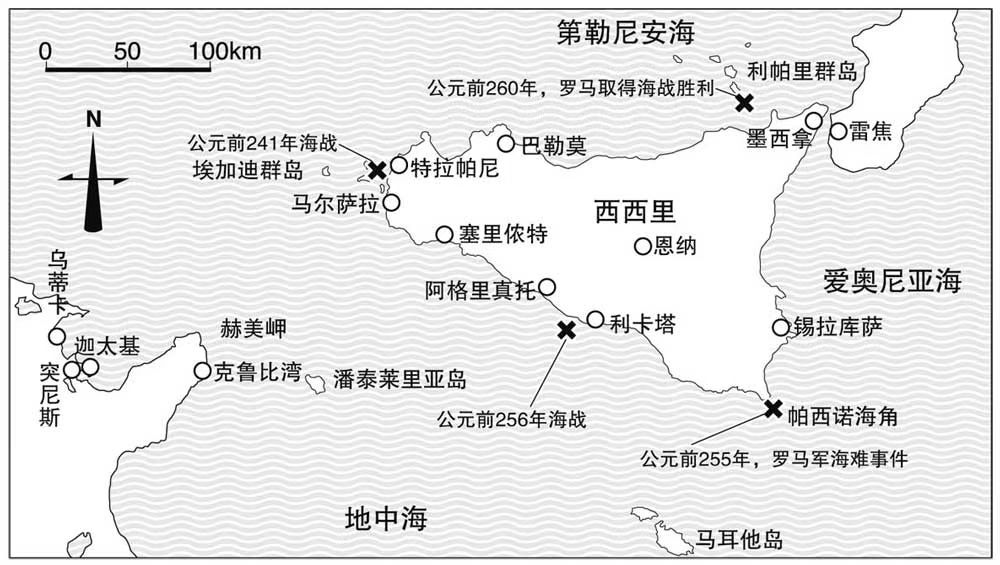 第勒尼安海
0 50 100km
利帕里群岛
公元前260年，罗马取得海战胜利
N
公元前241年海战
墨西拿
雷焦
巴勒莫
埃加迪群岛
特拉帕尼
马尔萨拉
西西里
塞里侬特
恩纳
乌蒂卡
爱奥尼亚海
阿格里真托
利卡塔
锡拉库萨
赫美岬
迦太基
突尼斯
克鲁比湾
潘泰莱里亚岛
公元前256年海战
帕西诺海角
公元前255年，罗马军海难事件
地中海
马耳他岛